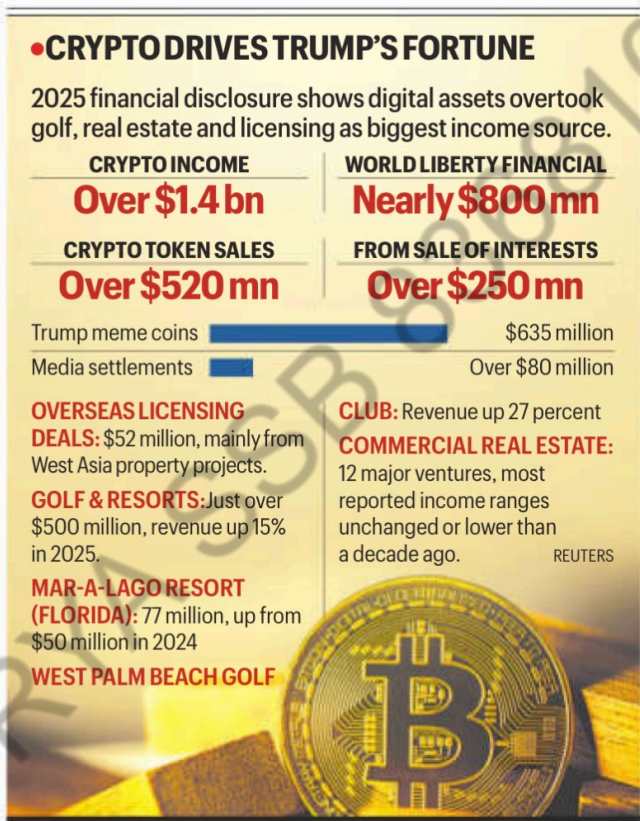 •CRYPTO DRIVES TRUMP'S FORTUNE
2025 financial disclosure shows digital assets overtook
golf, real estate and licensing as biggest income source.
CRYPTO INCOME
Over $1.4 bn
WORLD LIBERTY FINANCIAL
Nearly $800 mn
CRYPTO TOKEN SALES
Over $520 mn
FROM SALE OF INTERESTS
Over $250 mn
Trump meme coins $635 million
Media settlements Over $80 million
OVERSEAS LICENSING
DEALS: $52 million, mainly from
West Asia property projects.
GOLF & RESORTS:Just over
$500 million, revenue up 15%
in 2025.
MAR-A-LAGO RESORT
(FLORIDA): 77 million, up from
$50 million in 2024
WEST PALM BEACH GOLF
CLUB: Revenue up 27 percent
COMMERCIAL REAL ESTATE:
12 major ventures, most
reported income ranges
unchanged or lower than
a decade ago. REUTERS